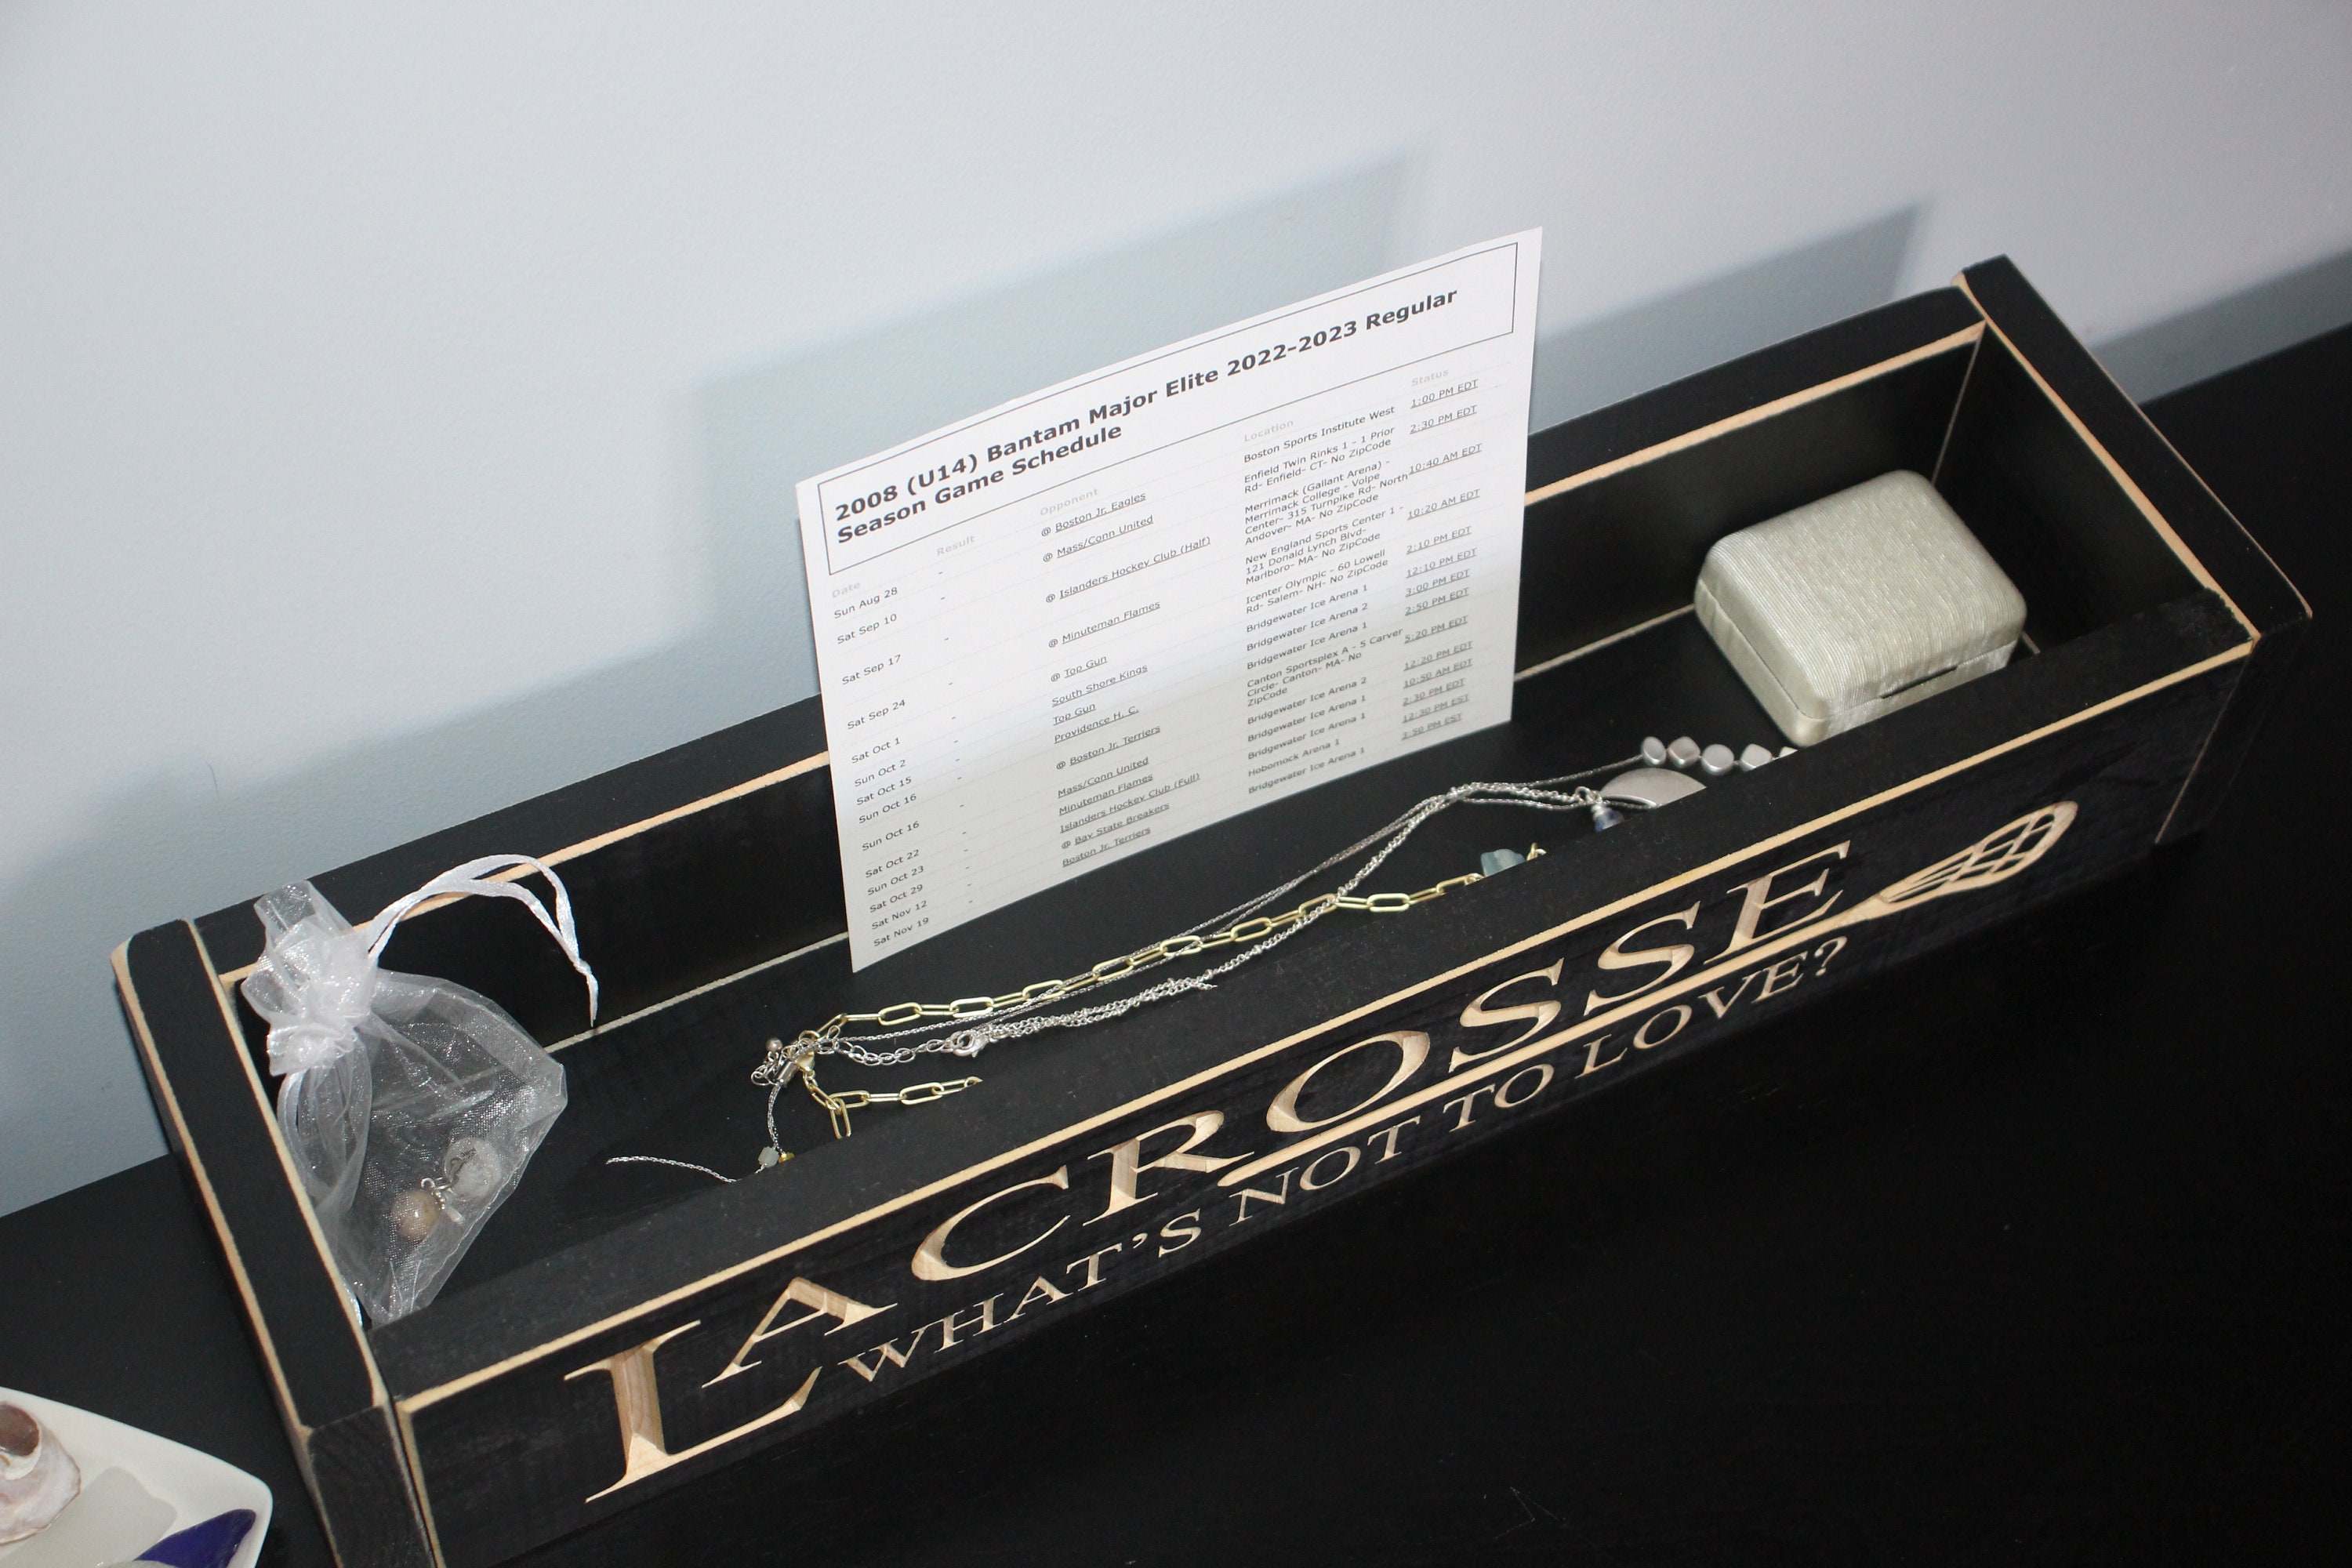 2008 (U14) Bantam Major Elite 2022-2023 Regular
Season Game Schedule
Date Result Opponent Location Status
Sun Aug 28 - @ Boston Jr. Eagles Boston Sports Institute West 1:00 PM EDT
Sat Sep 10 - @ Mass/Conn United Enfield Twin Rinks 1 - 1 Prior 2:30 PM EDT
Rd- Enfield- CT- No ZipCode
Sat Sep 17 - @ Islanders Hockey Club (Half) Merrimack (Gallant Arena) - 10:40 AM EDT
Merrimack College - Volpe
Center- 315 Turnpike Rd- North
Andover- MA- No ZipCode
Sat Sep 24 - @ Minuteman Flames New England Sports Center 1 - 10:20 AM EDT
121 Donald Lynch Blvd-
Marlboro- MA- No ZipCode
Sat Oct 1 - @ Top Gun Icenter Olympic - 60 Lowell 2:10 PM EDT
Rd- Salem- NH- No ZipCode
Sun Oct 2 - South Shore Kings Bridgewater Ice Arena 1 12:10 PM EDT
Sat Oct 15 - Top Gun Bridgewater Ice Arena 2 3:00 PM EDT
Sun Oct 16 - Providence H. C. Bridgewater Ice Arena 1 2:50 PM EDT
Sun Oct 16 - @ Boston Jr. Terriers Canton Sportsplex A - 5 Carver 5:20 PM EDT
Circle- Canton- MA- No
ZipCode
Sat Oct 22 - Mass/Conn United Bridgewater Ice Arena 2 12:20 PM EDT
Sun Oct 23 - Minuteman Flames Bridgewater Ice Arena 1 10:50 AM EDT
Sat Oct 29 - Islanders Hockey Club (Full) Bridgewater Ice Arena 1 2:30 PM EDT
Sat Nov 12 - @ Bay State Breakers Hobomock Arena 1 12:30 PM EST
Sat Nov 19 - Boston Jr. Terriers Bridgewater Ice Arena 1 3:50 PM EST
LACROSSE
WHAT'S NOT TO LOVE?